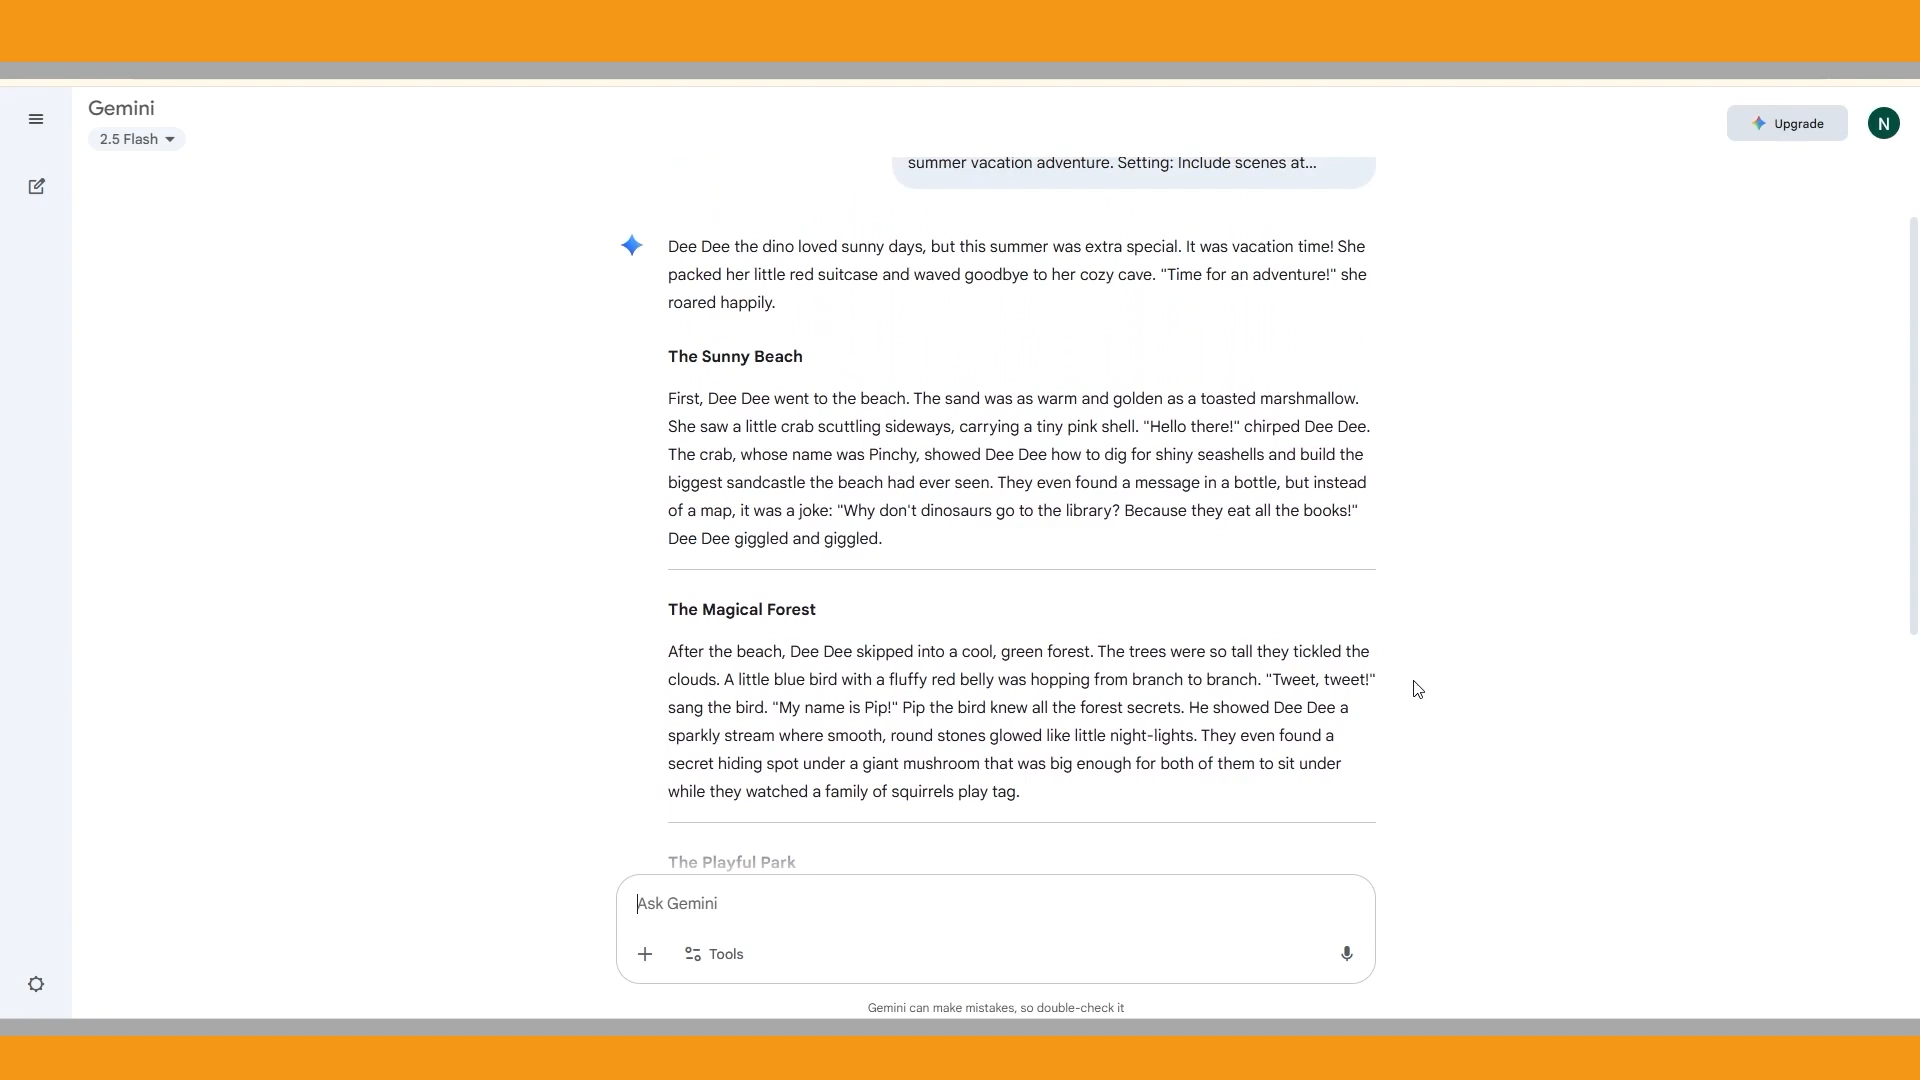 Gemini
2.5 Flash
Upgrade
N
summer vacation adventure. Setting: Include scenes at...
Dee Dee the dino loved sunny days, but this summer was extra special. It was vacation time! She
packed her little red suitcase and waved goodbye to her cozy cave. "Time for an adventure!" she
roared happily.
The Sunny Beach
First, Dee Dee went to the beach. The sand was as warm and golden as a toasted marshmallow.
She saw a little crab scuttling sideways, carrying a tiny pink shell. "Hello there!" chirped Dee Dee.
The crab, whose name was Pinchy, showed Dee Dee how to dig for shiny seashells and build the
biggest sandcastle the beach had ever seen. They even found a message in a bottle, but instead
of a map, it was a joke: "Why don't dinosaurs go to the library? Because they eat all the books!"
Dee Dee giggled and giggled.
The Magical Forest
After the beach, Dee Dee skipped into a cool, green forest. The trees were so tall they tickled the
clouds. A little blue bird with a fluffy red belly was hopping from branch to branch. "Tweet, tweet!"
sang the bird. "My name is Pip!" Pip the bird knew all the forest secrets. He showed Dee Dee a
sparkly stream where smooth, round stones glowed like little night-lights. They even found a
secret hiding spot under a giant mushroom that was big enough for both of them to sit under
while they watched a family of squirrels play tag.
The Playful Park
Ask Gemini
Tools
Gemini can make mistakes, so double-check it